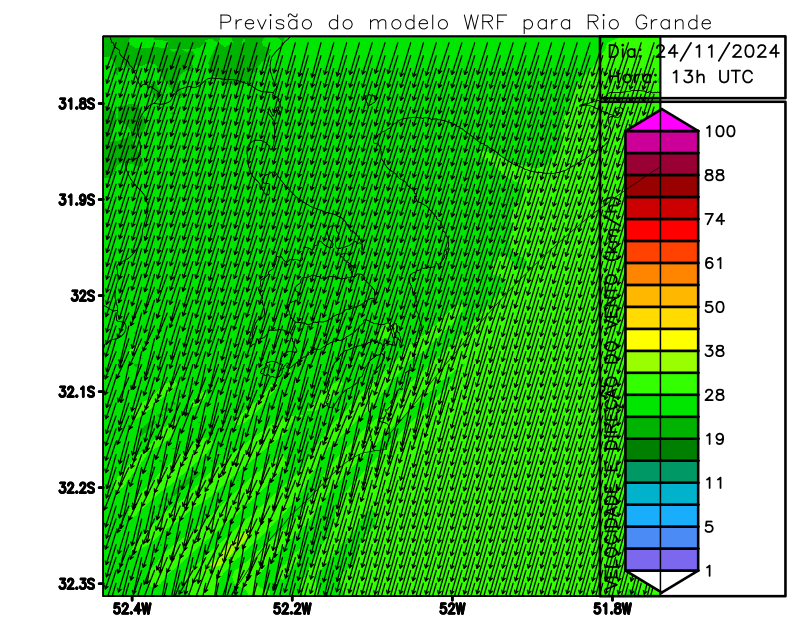 Previsão do modelo WRF para Rio Grande
Dia: 24/11/2024
Hora: 13h UTC
31.8S
31.9S
32S
32.1S
32.2S
32.3S
52.4W
52.2W
52W
51.8W
VELOCIDADE E DIREÇÃO DO VENTO (km/h)
100
88
74
61
50
38
28
19
11
5
1